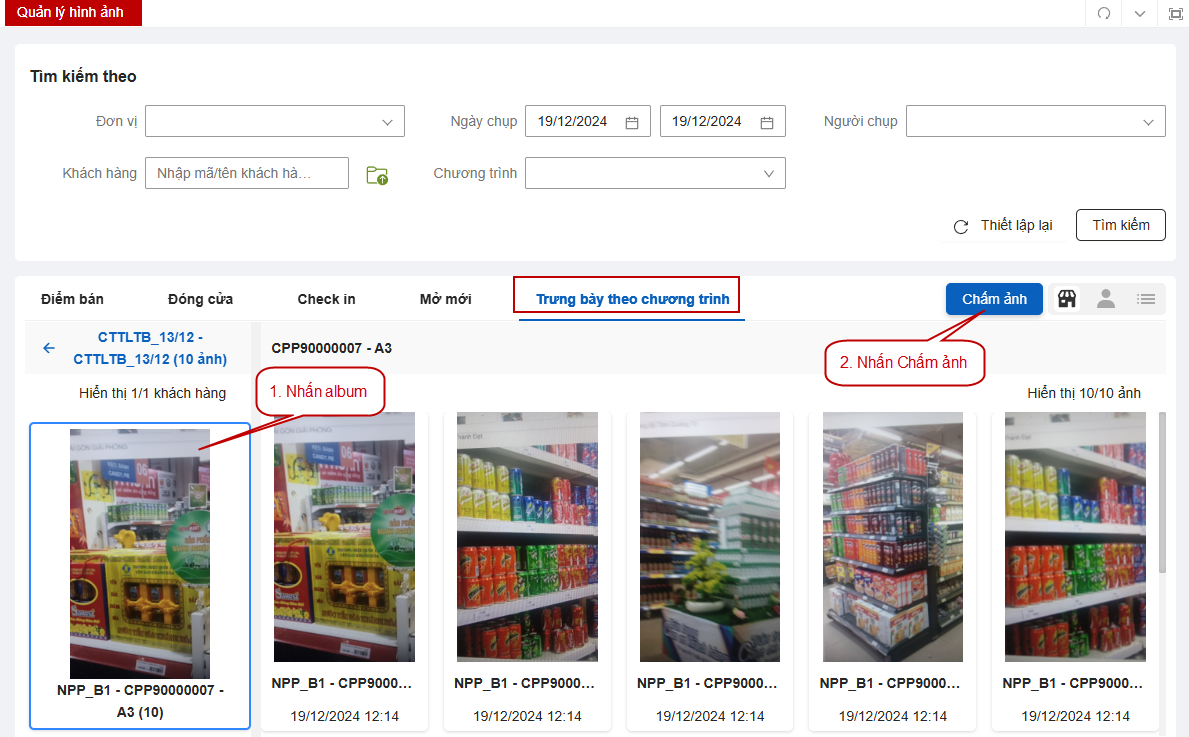 Quản lý hình ảnh
Tìm kiếm theo
Đơn vị
Ngày chụp 19/12/2024 19/12/2024
Người chụp
Khách hàng Nhập mã/tên khách hà...
Chương trình
Thiết lập lại Tìm kiếm
Điểm bán Đóng cửa Check in Mở mới Trưng bày theo chương trình Chấm ảnh
CTTLTB_13/12 -
CTTLTB_13/12 (10 ảnh)
CPP90000007 - A3
Hiển thị 1/1 khách hàng
1. Nhấn album
2. Nhấn Chấm ảnh
Hiển thị 10/10 ảnh
NPP_B1 - CPP90000007 -
A3 (10)
NPP_B1 - CPP9000...
19/12/2024 12:14
NPP_B1 - CPP9000...
19/12/2024 12:14
NPP_B1 - CPP9000...
19/12/2024 12:14
NPP_B1 - CPP9000...
19/12/2024 12:14
NPP_B1 - CPP9000...
19/12/2024 12:14